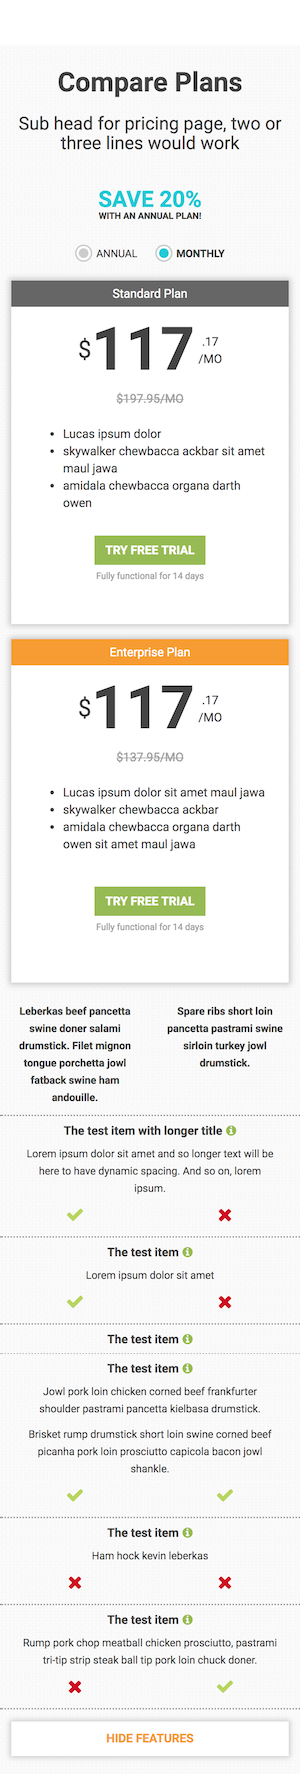 Compare Plans
Sub head for pricing page, two or
three lines would work
SAVE 20%
WITH AN ANNUAL PLAN!
ANNUAL MONTHLY
Standard Plan
$117.17
/MO
$197.95/MO
• Lucas ipsum dolor
• skywalker chewbacca ackbar sit amet
maul jawa
• amidala chewbacca organa darth
owen
TRY FREE TRIAL
Fully functional for 14 days
Enterprise Plan
$117.17
/MO
$137.95/MO
• Lucas ipsum dolor sit amet maul jawa
• skywalker chewbacca ackbar
• amidala chewbacca organa darth
owen sit amet maul jawa
TRY FREE TRIAL
Fully functional for 14 days
Leberkas beef pancetta
swine doner salami
drumstick. Filet mignon
tongue porchetta jowl
fatback swine ham
andouille.
Spare ribs short loin
pancetta pastrami swine
sirloin turkey jowl
drumstick.
The test item with longer title
Lorem ipsum dolor sit amet and so longer text will be
here to have dynamic spacing. And so on, lorem
ipsum.
The test item
Lorem ipsum dolor sit amet
The test item
The test item
Jowl pork loin chicken corned beef frankfurter
shoulder pastrami pancetta kielbasa drumstick.
Brisket rump drumstick short loin swine corned beef
picanha pork loin prosciutto capicola bacon jowl
shankle.
The test item
Ham hock kevin leberkas
The test item
Rump pork chop meatball chicken prosciutto, pastrami
tri-tip strip steak ball tip pork loin chuck doner.
HIDE FEATURES